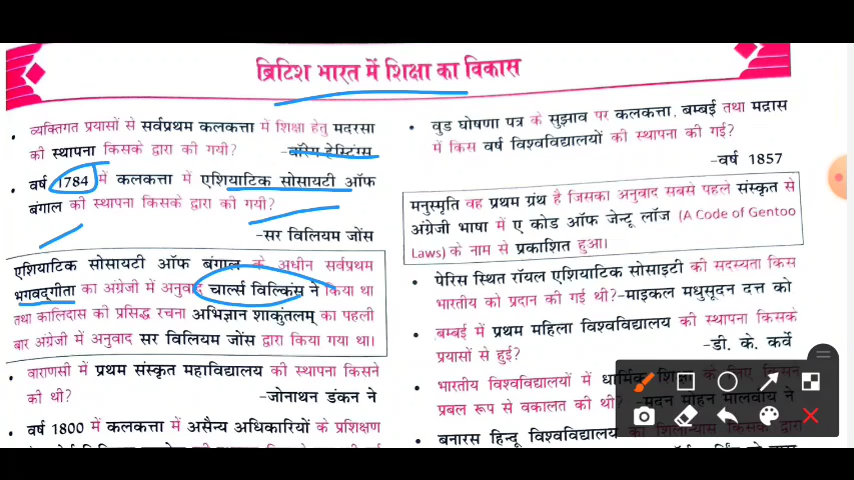 ब्रिटिश भारत में शिक्षा का विकास
• व्यक्तिगत प्रयासों से सर्वप्रथम कलकत्ता में शिक्षा हेतु मदरसा
की स्थापना किसके द्वारा की गयी? -वॉरेन हेस्टिंग्स
• वर्ष 1784 में कलकत्ता में एशियाटिक सोसायटी ऑफ
बंगाल की स्थापना किसके द्वारा की गयी?
-सर विलियम जोंस
एशियाटिक सोसायटी ऑफ बंगाल के अधीन सर्वप्रथम
भगवद्गीता का अंग्रेजी में अनुवाद चार्ल्स विल्किंस ने किया था
तथा कालिदास की प्रसिद्ध रचना अभिज्ञान शाकुंतलम् का पहली
बार अंग्रेजी में अनुवाद सर विलियम जोंस द्वारा किया गया था।
• वाराणसी में प्रथम संस्कृत महाविद्यालय की स्थापना किसने
की थी? -जोनाथन डंकन ने
• वर्ष 1800 में कलकत्ता में असैन्य अधिकारियों के प्रशिक्षण
• वुड घोषणा पत्र के सुझाव पर कलकत्ता, बम्बई तथा मद्रास
में किस वर्ष विश्वविद्यालयों की स्थापना की गई?
-वर्ष 1857
मनुस्मृति वह प्रथम ग्रंथ है जिसका अनुवाद सबसे पहले संस्कृत से
अंग्रेजी भाषा में ए कोड ऑफ जेन्टू लॉज (A Code of Gentoo
Laws) के नाम से प्रकाशित हुआ।
• पेरिस स्थित रॉयल एशियाटिक सोसाइटी की सदस्यता किस
भारतीय को प्रदान की गई थी? -माइकल मधुसूदन दत्त को
• बम्बई में प्रथम महिला विश्वविद्यालय की स्थापना किसके
प्रयासों से हुई? -डी. के. कर्वे
• भारतीय विश्वविद्यालयों में धार्मिक शिक्षा के लिए किसने
प्रबल रूप से वकालत की थी? -मदन मोहन मालवीय ने
• बनारस हिन्दू विश्वविद्यालय का शिलान्यास किसके द्वारा